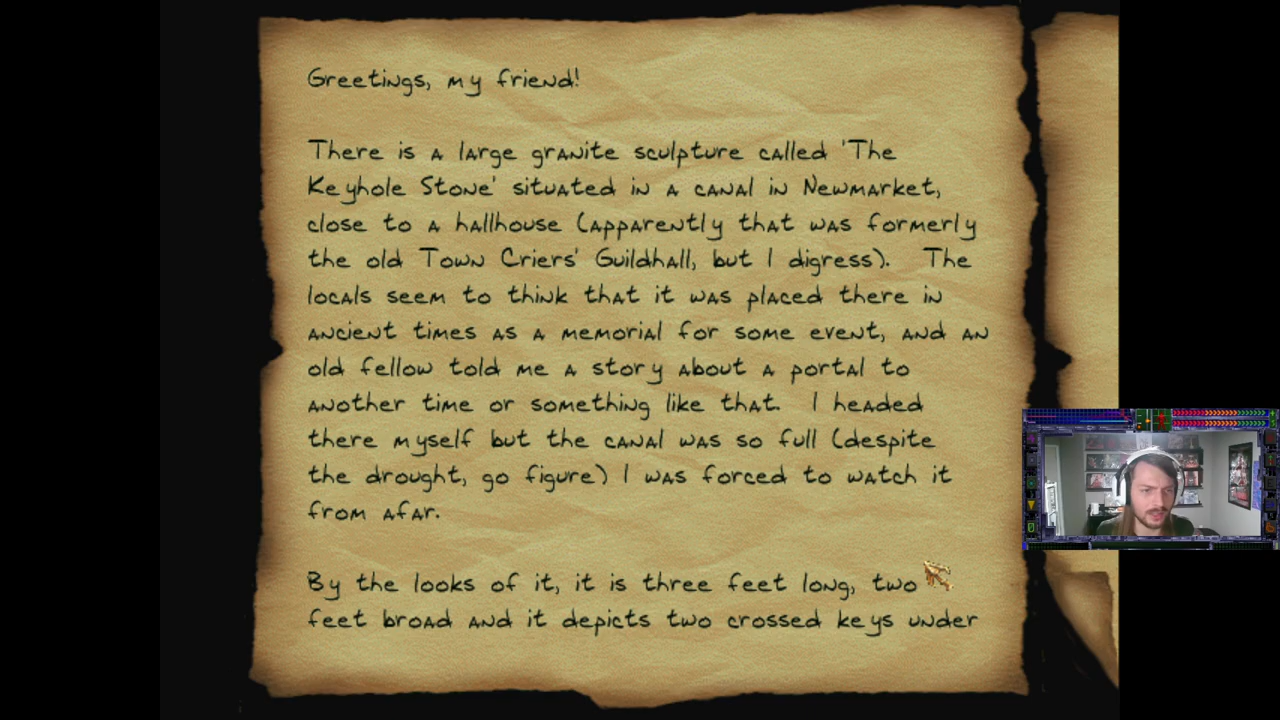 Greetings, my friend!
There is a large granite sculpture called 'The
Keyhole Stone' situated in a canal in Newmarket,
close to a hallhouse (apparently that was formerly
the old Town Criers' Guildhall, but I digress).  The
locals seem to think that it was placed there in
ancient times as a memorial for some event, and an
old fellow told me a story about a portal to
another time or something like that.  I headed
there myself but the canal was so full (despite
the drought, go figure) I was forced to watch it
from afar.
By the looks of it, it is three feet long, two
feet broad and it depicts two crossed keys under